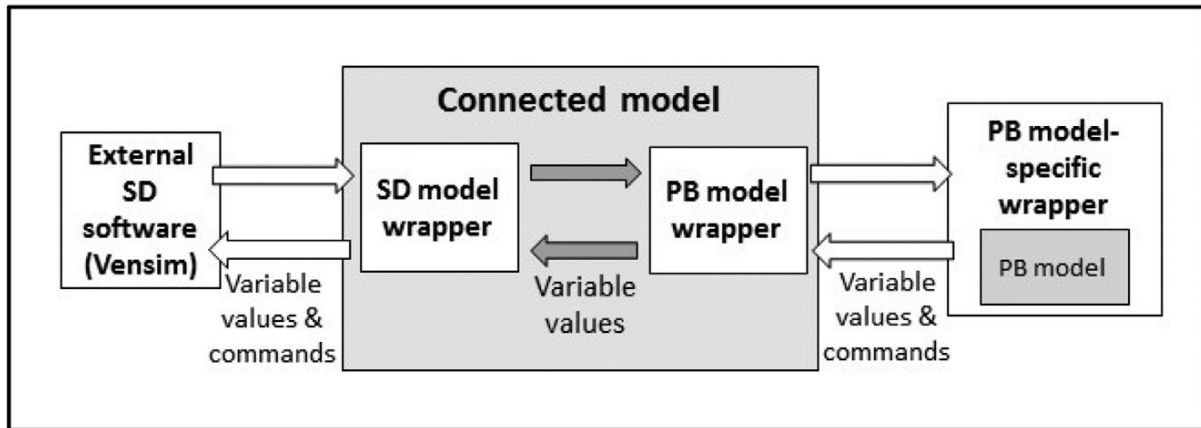 Connected model
External
SD
software
(Vensim)
SD model
wrapper
PB model
wrapper
PB model-
specific
wrapper
PB model
Variable
values &
commands
Variable
values
Variable
values &
commands